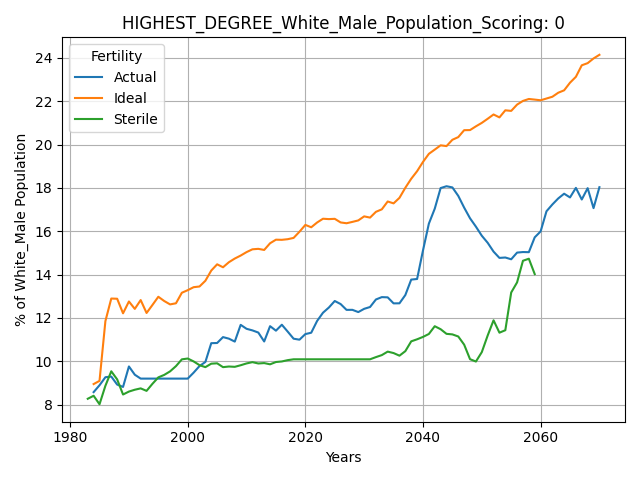 HIGHEST_DEGREE_White_Male_Population_Scoring: 0
Fertility
Actual
Ideal
Sterile
% of White_Male Population
24
22
20
18
16
14
12
10
8
1980
2000
2020
2040
2060
Years